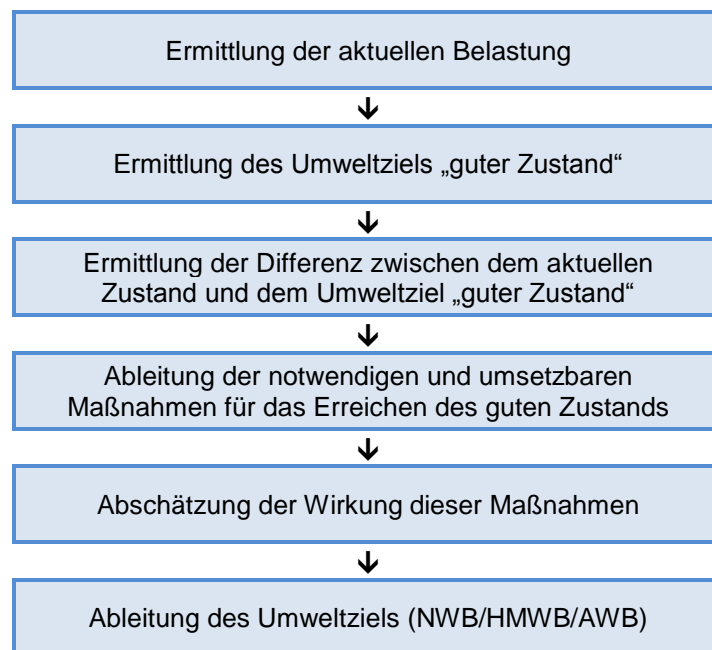 Ermittlung der aktuellen Belastung
Ermittlung des Umweltziels „guter Zustand“
Ermittlung der Differenz zwischen dem aktuellen
Zustand und dem Umweltziel „guter Zustand“
Ableitung der notwendigen und umsetzbaren
Maßnahmen für das Erreichen des guten Zustands
Abschätzung der Wirkung dieser Maßnahmen
Ableitung des Umweltziels (NWB/HMWB/AWB)